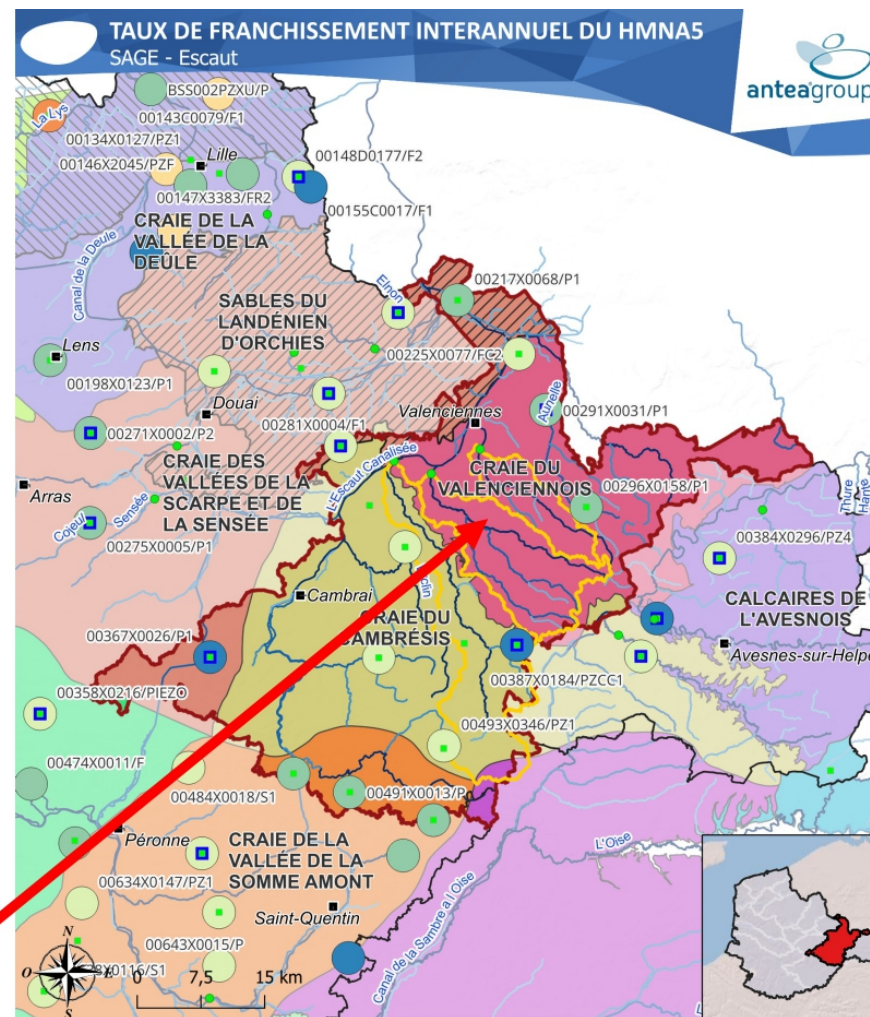 TAUX DE FRANCHISSEMENT INTERANNUEL DU HMNA5
SAGE - Escaut
anteagroup
BSS002PZXU/P
La Lys
00143C0079/F1
00134X0127/PZ1
00146X2045/PZF
Lille
00148D0177/F2
00147X3383/FR2
00155C0017/F1
CRAIE DE LA
VALLÉE DE LA
DEÛLE
Canal de la Deule
Elnon
00217X0068/P1
SABLES DU
LANDÉNIEN
D'ORCHIES
Lens
00225X0077/FC2
00198X0123/P1
Douai
Valenciennes
Aunelle
00291X0031/P1
00271X0002/P2
00281X0004/F1
L'Escaut Canalisée
CRAIE DES
VALLÉES DE LA
SCARPE ET DE
LA SENSÉE
CRAIE DU
VALENCIENNOIS
Arras
Cojeul
Sensée
00296X0158/P1
Thure
Hante
00275X0005/P1
00384X0296/PZ4
Cambrai
CRAIE DU
CAMBRÉSIS
CALCAIRES DE
L'AVESNOIS
00367X0026/P1
Avesnes-sur-Helpe
00387X0184/PZCC1
00358X0216/PIEZO
00493X0346/PZ1
00474X0011/F
00484X0018/S1
00491X0013/P
Péronne
CRAIE DE LA
VALLÉE DE LA
SOMME AMONT
L'Oise
00634X0147/PZ1
Saint-Quentin
Canal de la Sambre a l'Oise
00643X0015/P
N
O
E
S
0 7,5 15 km